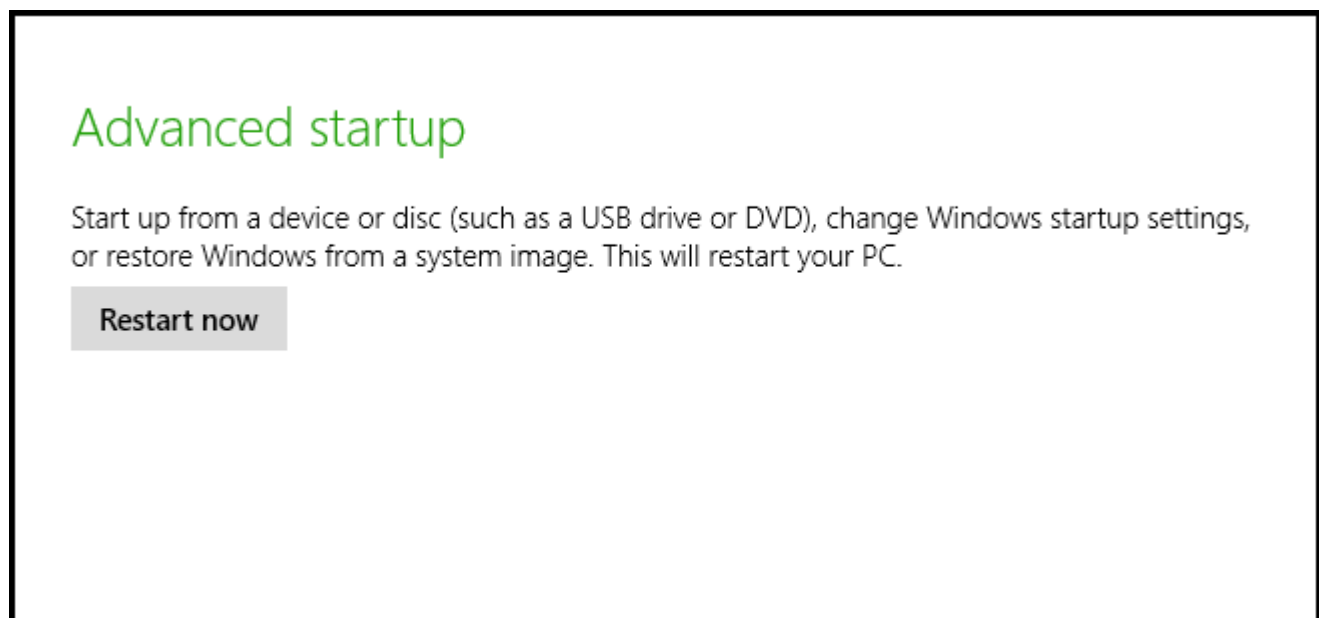 Advanced startup
Start up from a device or disc (such as a USB drive or DVD), change Windows startup settings,
or restore Windows from a system image. This will restart your PC.
Restart now